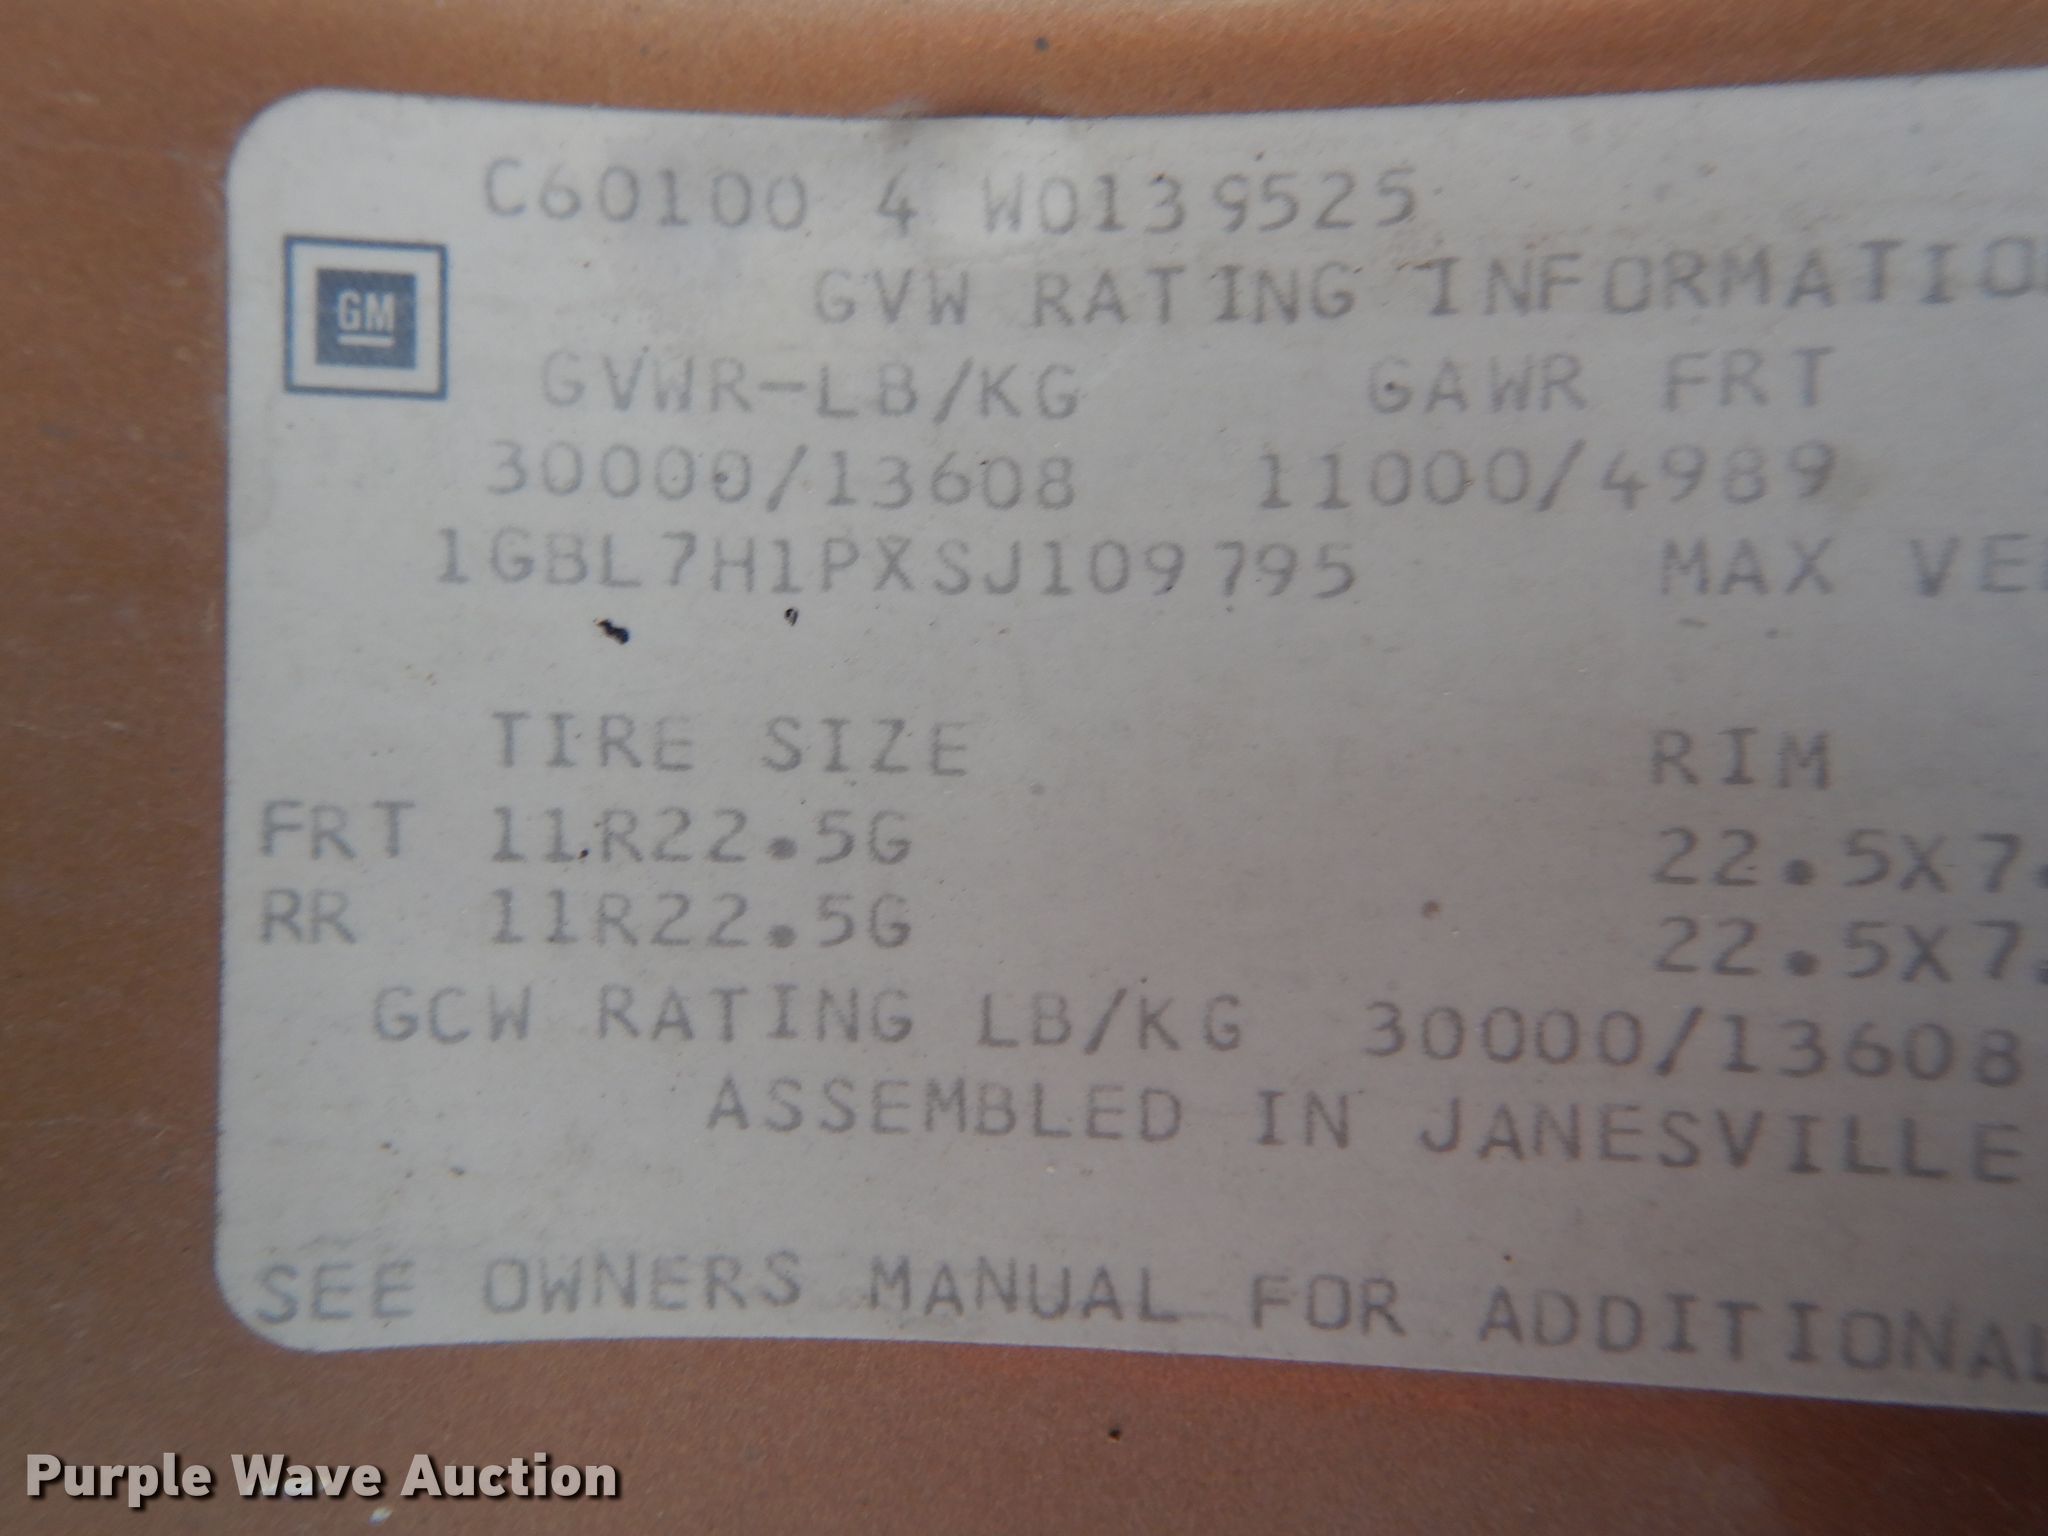 C60100 4 W0139525
GVW RATING INFORMATIO
GM
GVWR-LB/KG GAWR FRT
30000/13608 11000/4989
1GBL7H1PXSJ109795 MAX VE
TIRE SIZE RIM
FRT 11R22.5G 22.5X7.
RR 11R22.5G 22.5X7.
GCW RATING LB/KG 30000/13608
ASSEMBLED IN JANESVILLE
SEE OWNERS MANUAL FOR ADDITIONAL
Purple Wave Auction